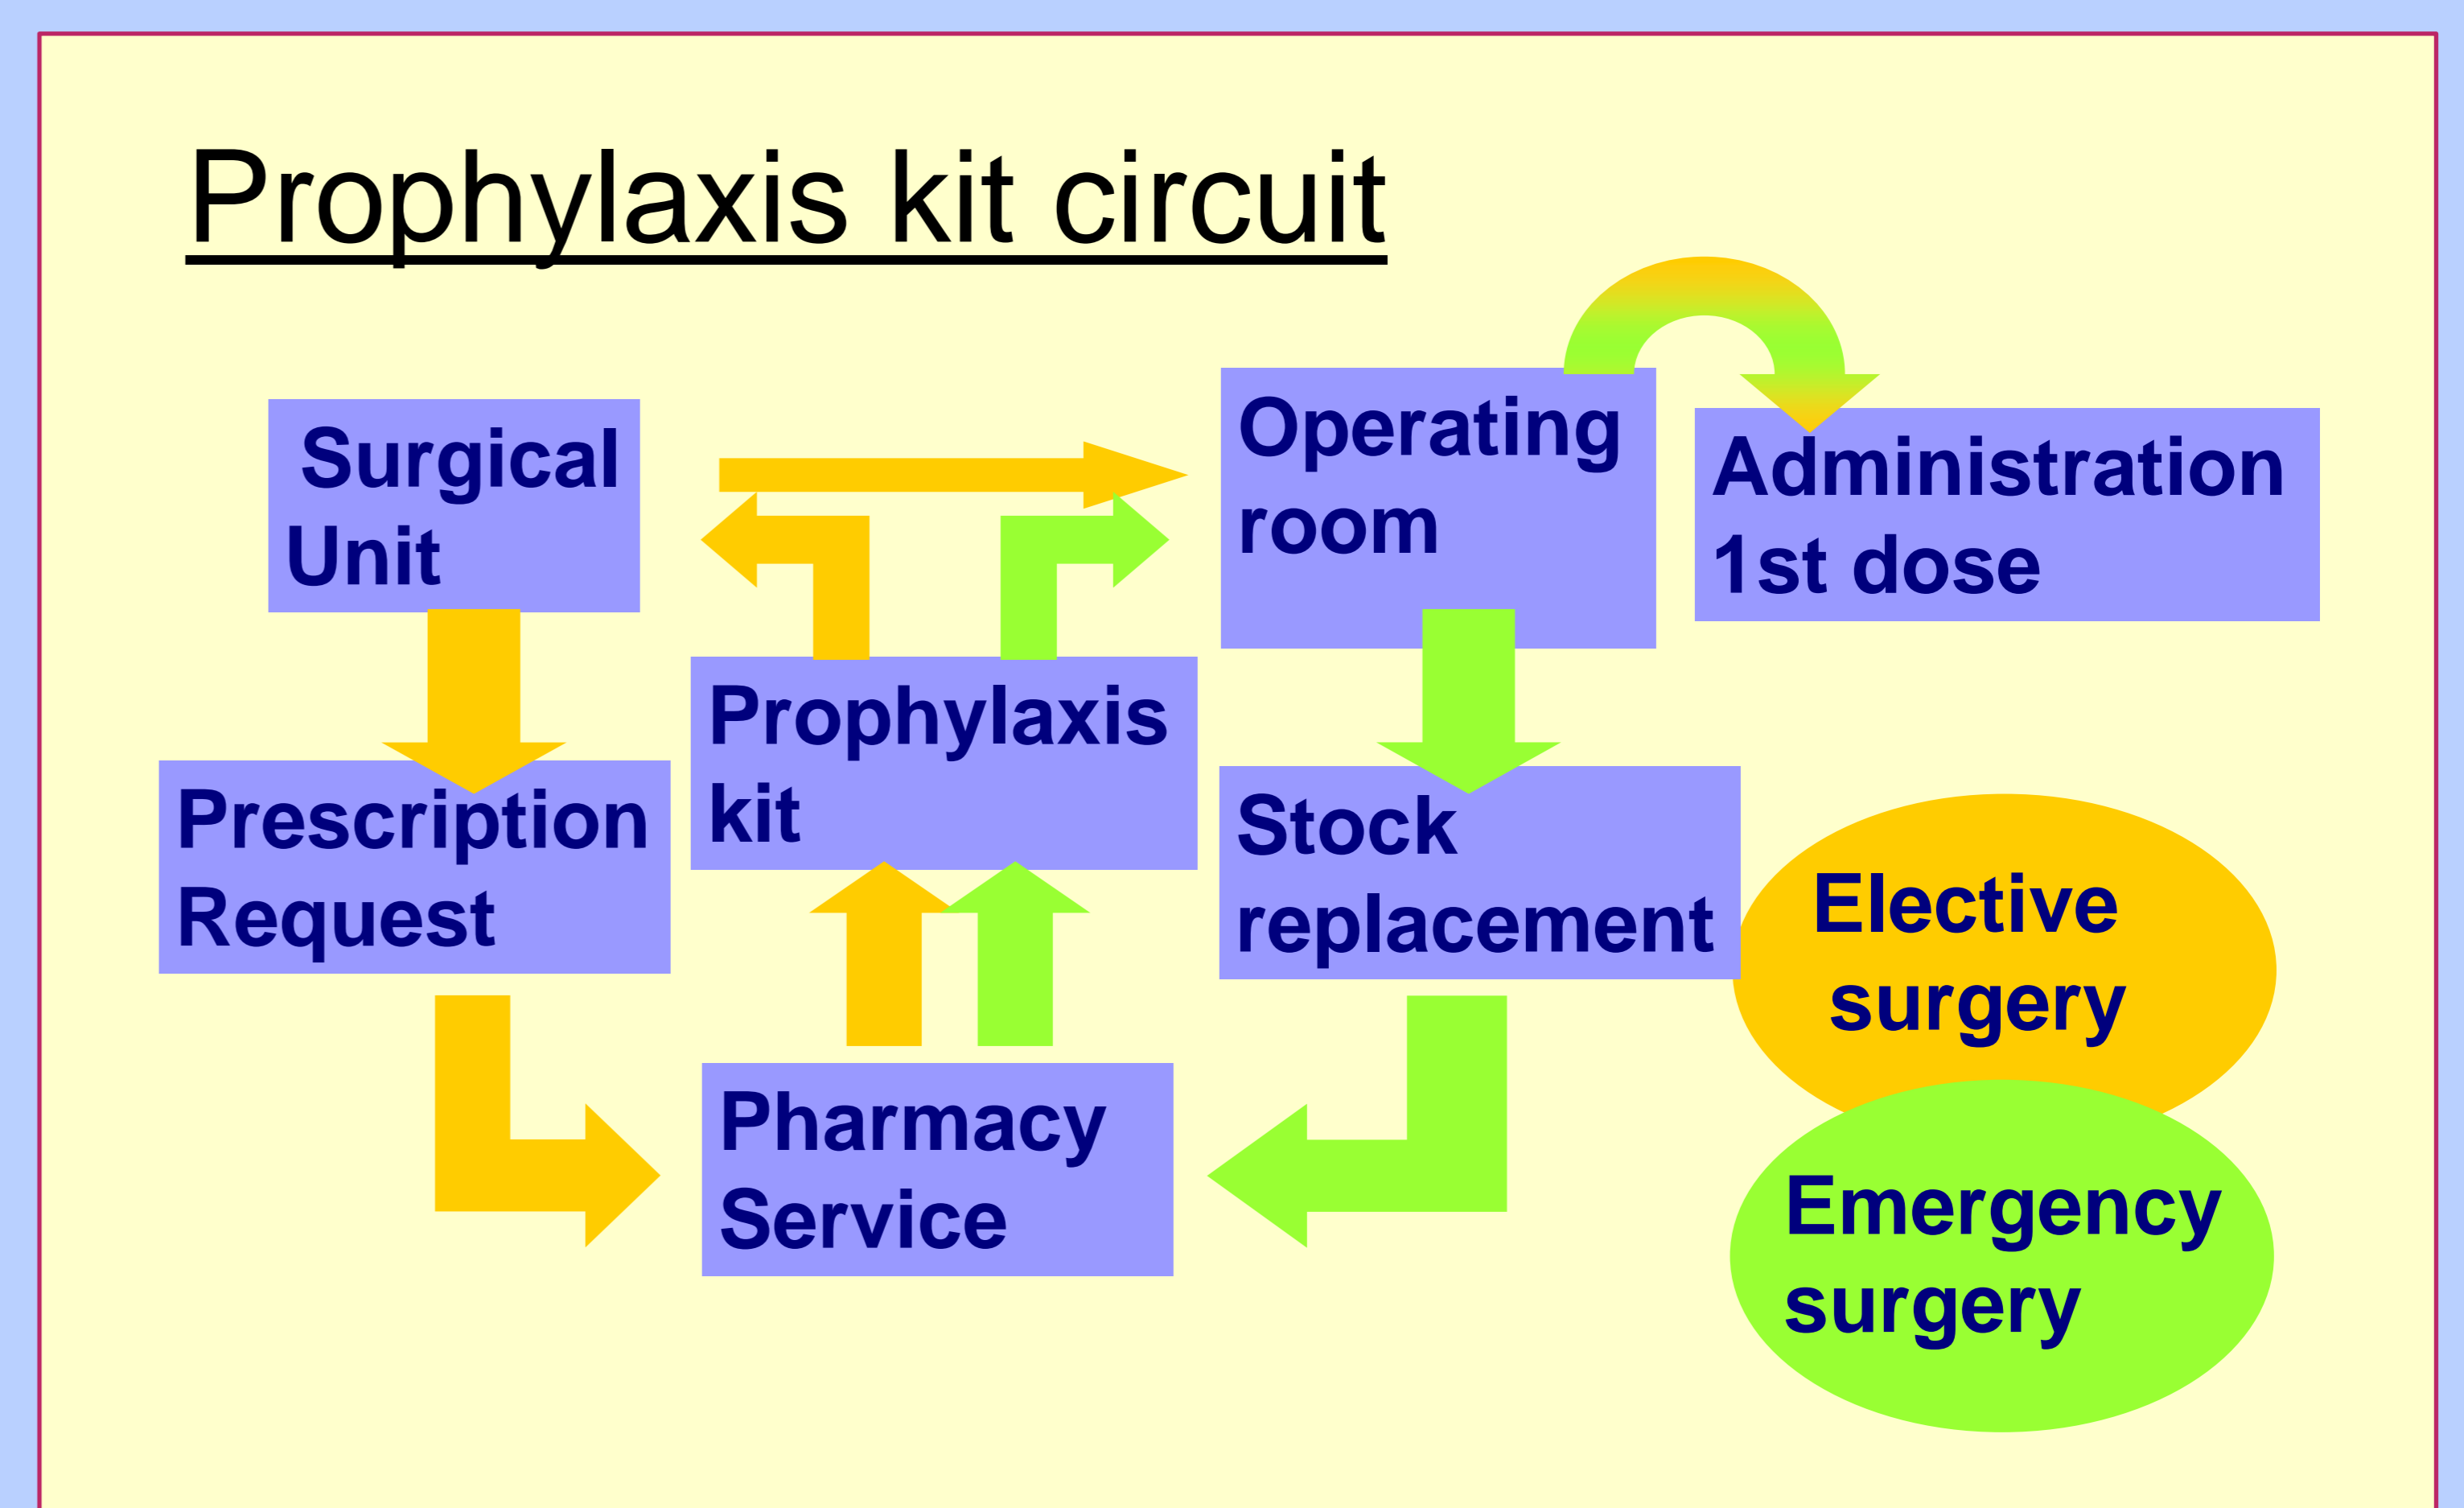 Prophylaxis kit circuit
Surgical
Unit
Operating
room
Administration
1st dose
Prophylaxis
kit
Prescription
Request
Stock
replacement
Elective
surgery
Pharmacy
Service
Emergency
surgery